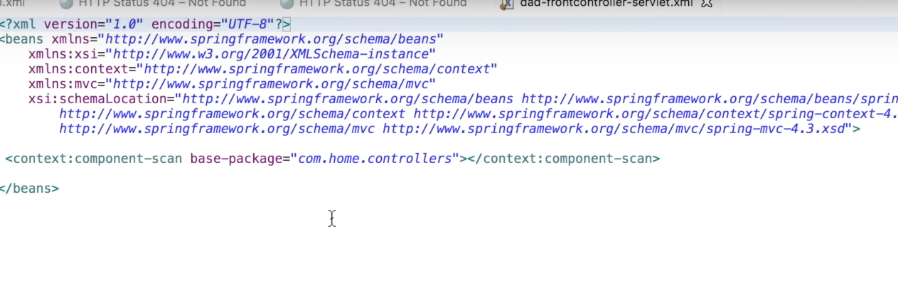 .xml HTTP Status 404 – Not Found HTTP Status 404 – Not Found dad-frontcontroller-servlet.xml
<?xml version="1.0" encoding="UTF-8"?>
<beans xmlns="http://www.springframework.org/schema/beans"
xmlns:xsi="http://www.w3.org/2001/XMLSchema-instance"
xmlns:context="http://www.springframework.org/schema/context"
xmlns:mvc="http://www.springframework.org/schema/mvc"
xsi:schemaLocation="http://www.springframework.org/schema/beans http://www.springframework.org/schema/beans/sprin
http://www.springframework.org/schema/context http://www.springframework.org/schema/context/spring-context-4.
http://www.springframework.org/schema/mvc http://www.springframework.org/schema/mvc/spring-mvc-4.3.xsd">
<context:component-scan base-package="com.home.controllers"></context:component-scan>
</beans>